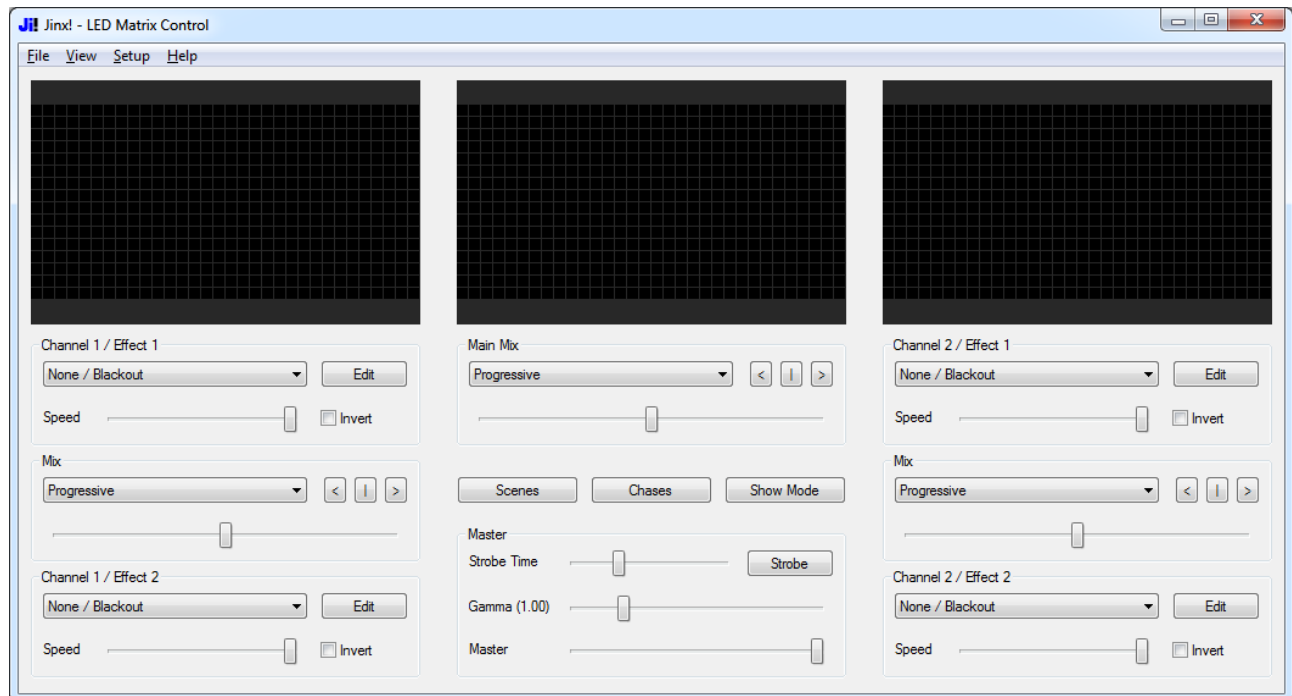 Ji! Jinx! - LED Matrix Control
File View Setup Help
Channel 1 / Effect 1
None / Blackout Edit
Speed Invert
Mix
Progressive < | >
Channel 1 / Effect 2
None / Blackout Edit
Speed Invert
Main Mix
Progressive < | >
Scenes Chases Show Mode
Master
Strobe Time Strobe
Gamma (1.00)
Master
Channel 2 / Effect 1
None / Blackout Edit
Speed Invert
Mix
Progressive < | >
Channel 2 / Effect 2
None / Blackout Edit
Speed Invert